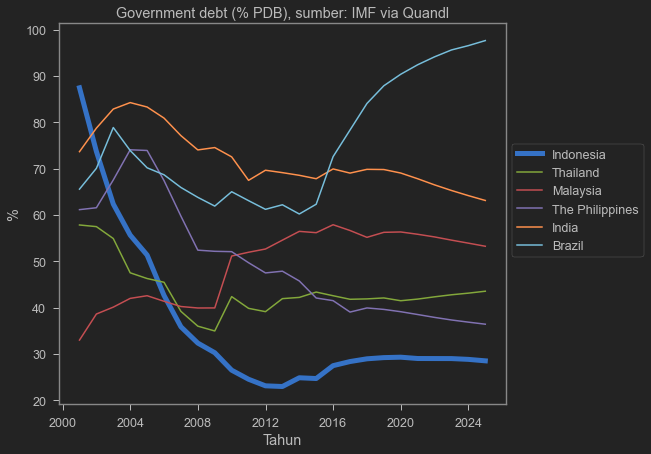 Government debt (% PDB), sumber: IMF via Quandl
100
90
80
70
60
50
40
30
20
%
2000
2004
2008
2012
2016
2020
2024
Tahun
Indonesia
Thailand
Malaysia
The Philippines
India
Brazil